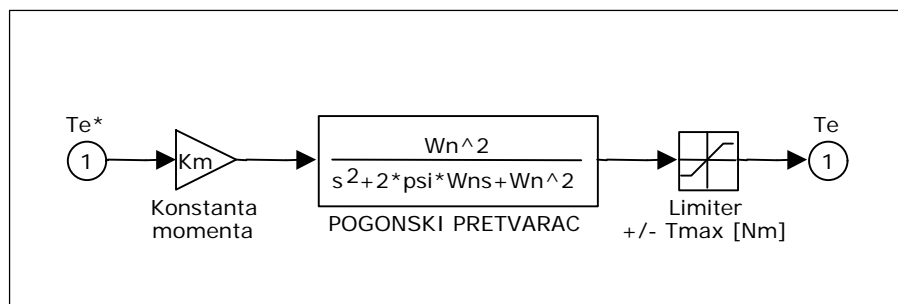 Te*
1
Km
Konstanta
momenta
Wn^2
s2+2*psi*Wns+Wn^2
POGONSKI PRETVARAC
Limiter
+/- Tmax [Nm]
Te
1